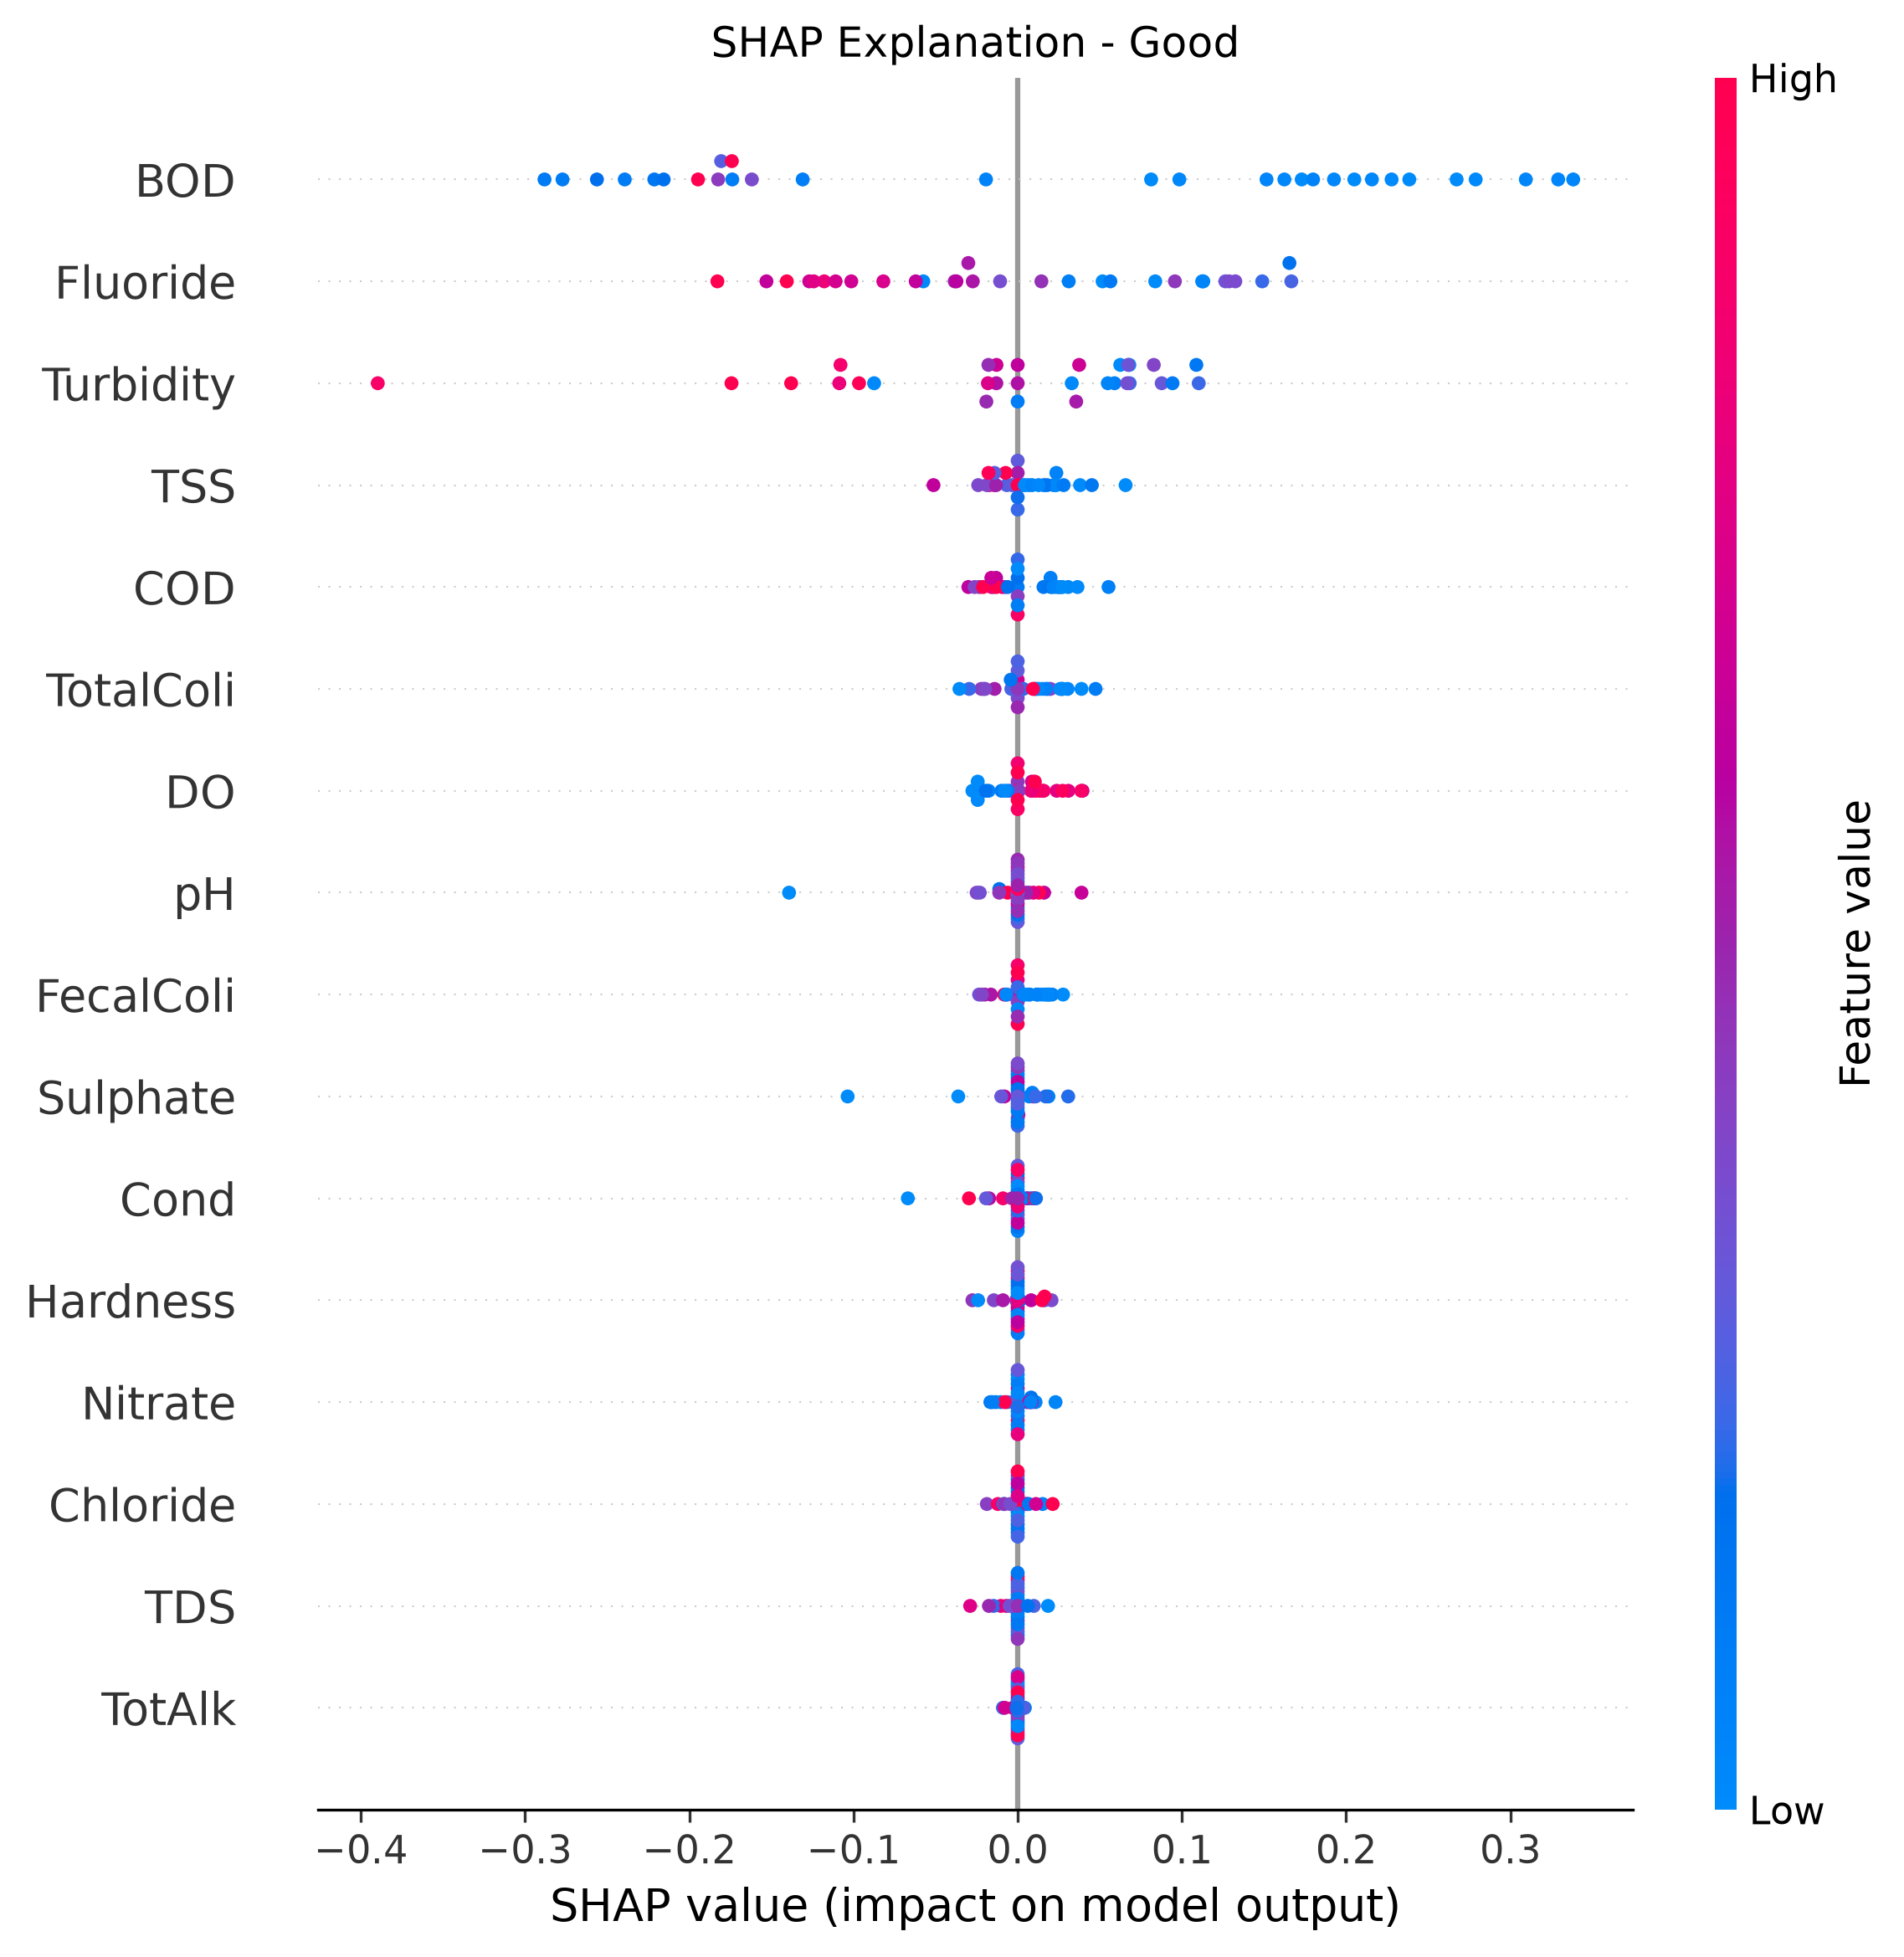 SHAP Explanation - Good
High
BOD
Fluoride
Turbidity
TSS
COD
TotalColi
DO
pH
FecalColi
Sulphate
Cond
Hardness
Nitrate
Chloride
TDS
TotAlk
Feature value
Low
−0.4 −0.3 −0.2 −0.1 0.0 0.1 0.2 0.3
SHAP value (impact on model output)